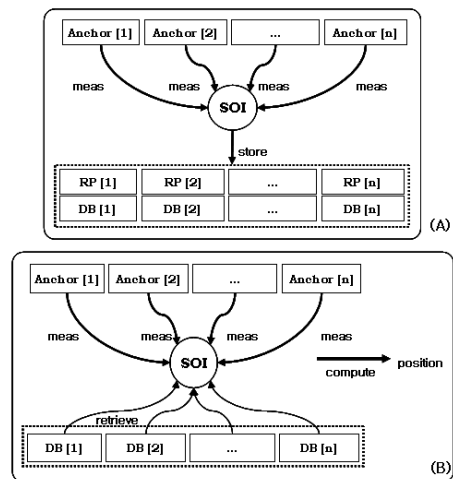 Anchor [1] Anchor [2] ... Anchor [n]
meas meas meas meas
SOI
store
RP [1] RP [2] ... RP [n]
DB [1] DB [2] ... DB [n]
(A)
Anchor [1] Anchor [2] ... Anchor [n]
meas meas meas meas
SOI
compute position
retrieve
DB [1] DB [2] ... DB [n]
(B)